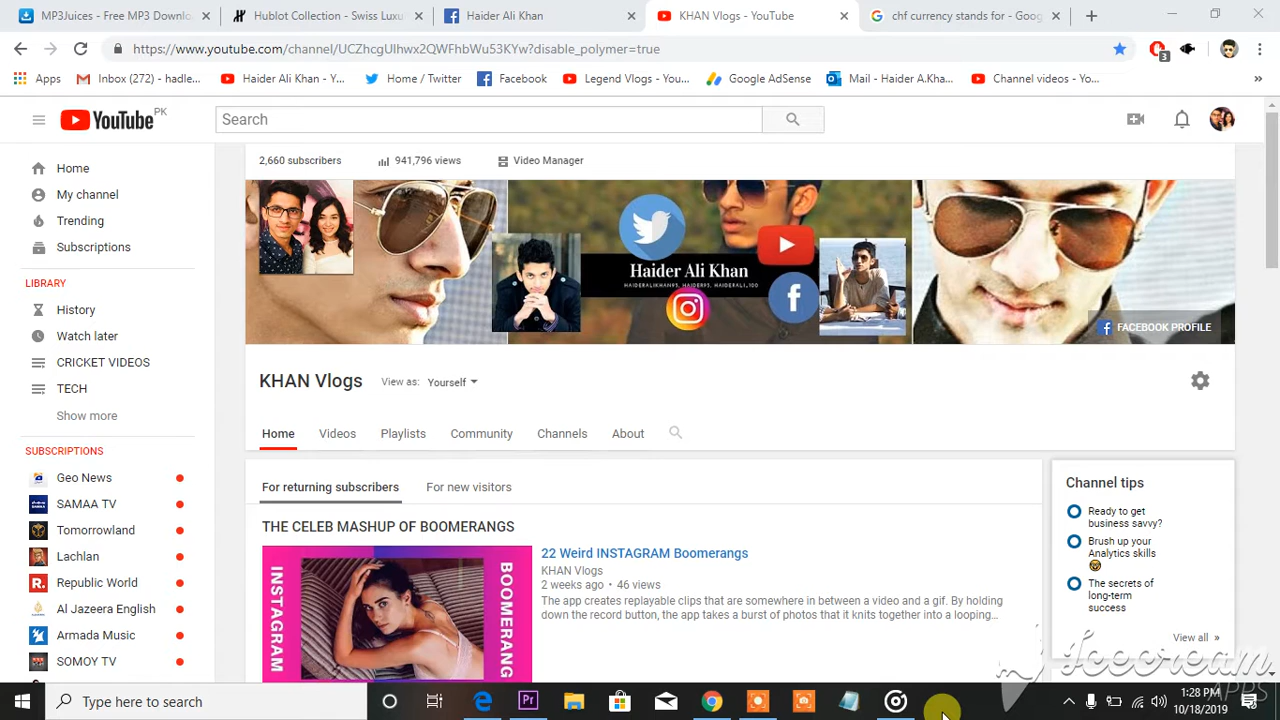 MP3Juices - Free MP3 Downlo
Hublot Collection - Swiss Lux
Haider Ali Khan
KHAN Vlogs - YouTube
chf currency stands for - Goog
https://www.youtube.com/channel/UCZhcgUIhwx2QWFhbWu53KYw?disable_polymer=true
3
Apps
Inbox (272) - hadle...
Haider Ali Khan - Y...
Home / Twitter
Facebook
Legend Vlogs - You...
Google AdSense
Mail - Haider A.Kha...
Channel videos - Yo...
»
YouTube PK
Search
2,660 subscribers
941,796 views
Video Manager
Home
My channel
Trending
Subscriptions
LIBRARY
History
Watch later
CRICKET VIDEOS
TECH
Show more
SUBSCRIPTIONS
Geo News
SAMAA TV
Tomorrowland
Lachlan
Republic World
Al Jazeera English
Armada Music
SOMOY TV
Haider Ali Khan
HAIDERALIKHAN93, HAIDER93, HAIDERALI_100
FACEBOOK PROFILE
KHAN Vlogs
View as: Yourself
Home
Videos
Playlists
Community
Channels
About
For returning subscribers
For new visitors
THE CELEB MASHUP OF BOOMERANGS
INSTAGRAM
BOOMERANG
22 Weird INSTAGRAM Boomerangs
KHAN Vlogs
2 weeks ago • 46 views
The app creates replayable clips that are somewhere in between a video and a gif. By holding
down the record button, the app takes a burst of photos that it knits together into a looping...
Channel tips
Ready to get
business savvy?
Brush up your
Analytics skills
The secrets of
long-term
success
View all »
APPS
Type here to search
Pr
1:28 PM
10/18/2019